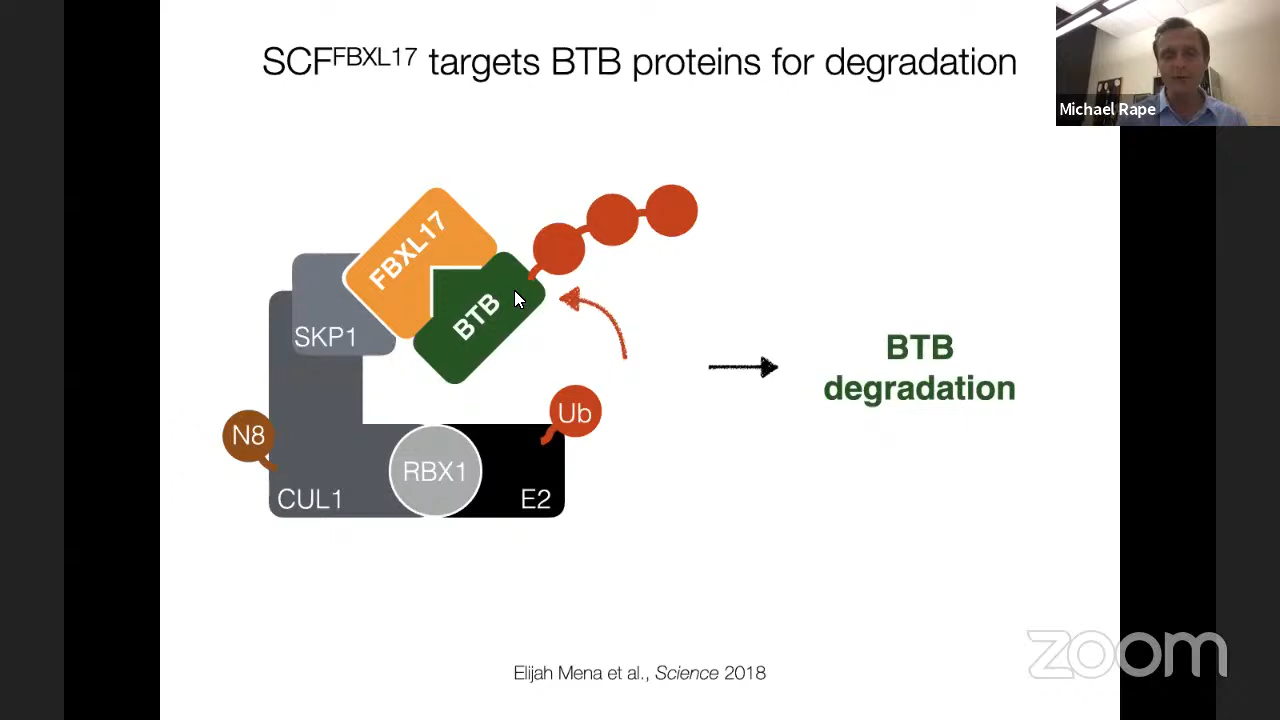 SCFFBXL17 targets BTB proteins for degradation
Michael Rape
FBXL17
BTB
SKP1
N8
CUL1
RBX1
E2
Ub
BTB
degradation
Elijah Mena et al., Science 2018
zoom